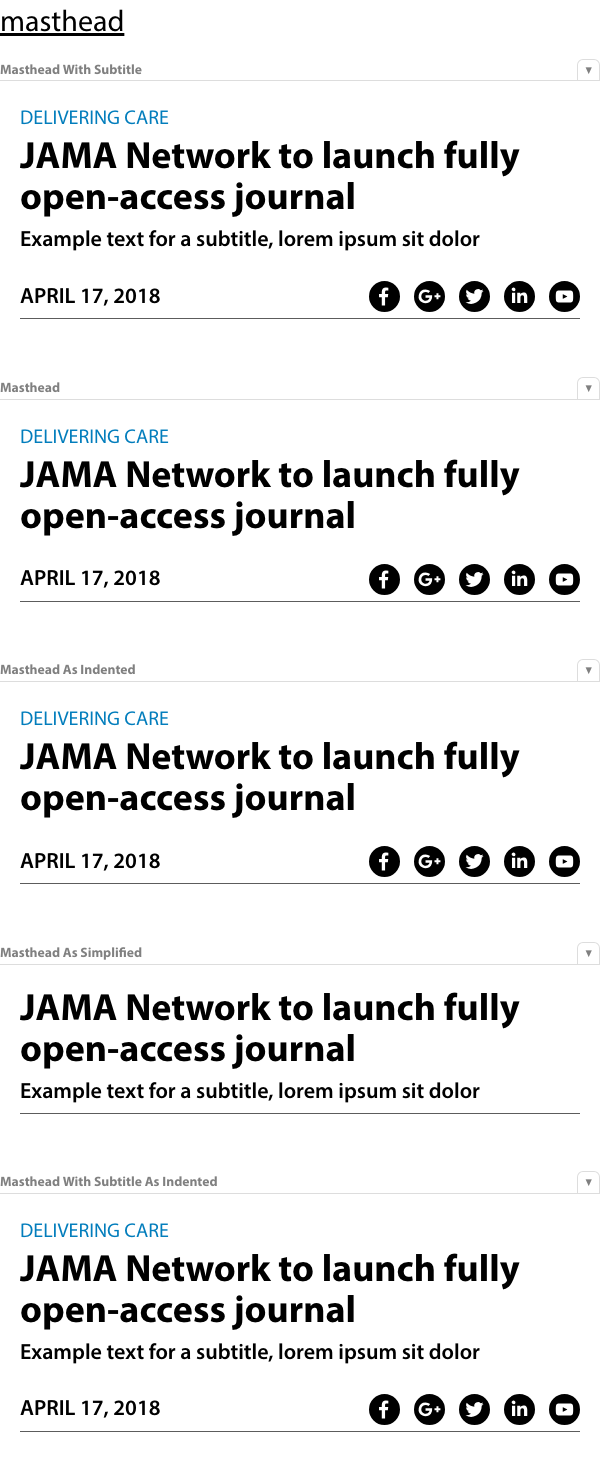 masthead
Masthead With Subtitle
DELIVERING CARE
JAMA Network to launch fully
open-access journal
Example text for a subtitle, lorem ipsum sit dolor
APRIL 17, 2018
Masthead
DELIVERING CARE
JAMA Network to launch fully
open-access journal
APRIL 17, 2018
Masthead As Indented
DELIVERING CARE
JAMA Network to launch fully
open-access journal
APRIL 17, 2018
Masthead As Simplified
JAMA Network to launch fully
open-access journal
Example text for a subtitle, lorem ipsum sit dolor
Masthead With Subtitle As Indented
DELIVERING CARE
JAMA Network to launch fully
open-access journal
Example text for a subtitle, lorem ipsum sit dolor
APRIL 17, 2018